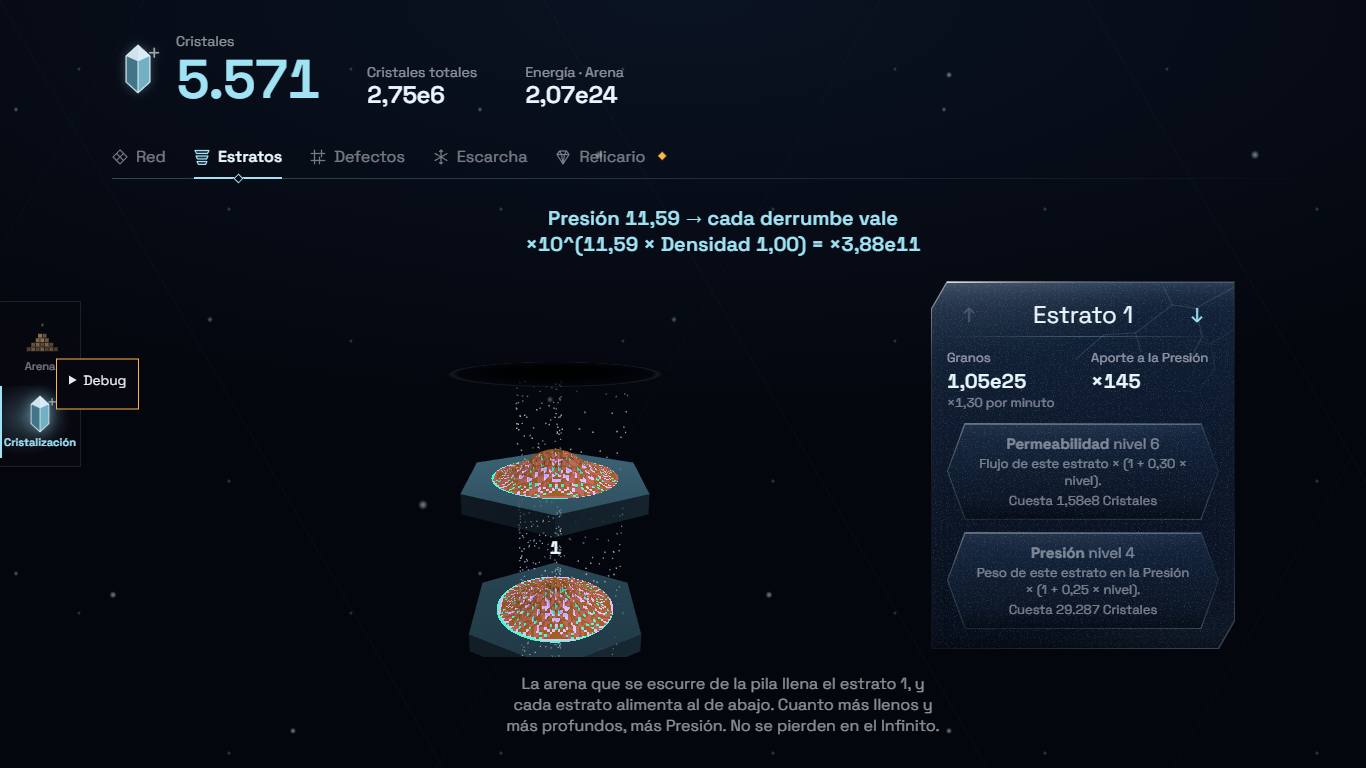 Cristales
5.571
Cristales totales
2,75e6
Energía · Arena
2,07e24
Red
Estratos
Defectos
Escarcha
Relicario
Presión 11,59 → cada derrumbe vale
×10^(11,59 × Densidad 1,00) = ×3,88e11
Arena
Debug
Cristalización
1
Estrato 1
Granos
Aporte a la Presión
1,05e25
×145
×1,30 por minuto
Permeabilidad nivel 6
Flujo de este estrato × (1 + 0,30 ×
nivel).
Cuesta 1,58e8 Cristales
Presión nivel 4
Peso de este estrato en la Presión
× (1 + 0,25 × nivel).
Cuesta 29.287 Cristales
La arena que se escurre de la pila llena el estrato 1, y
cada estrato alimenta al de abajo. Cuanto más llenos y
más profundos, más Presión. No se pierden en el Infinito.